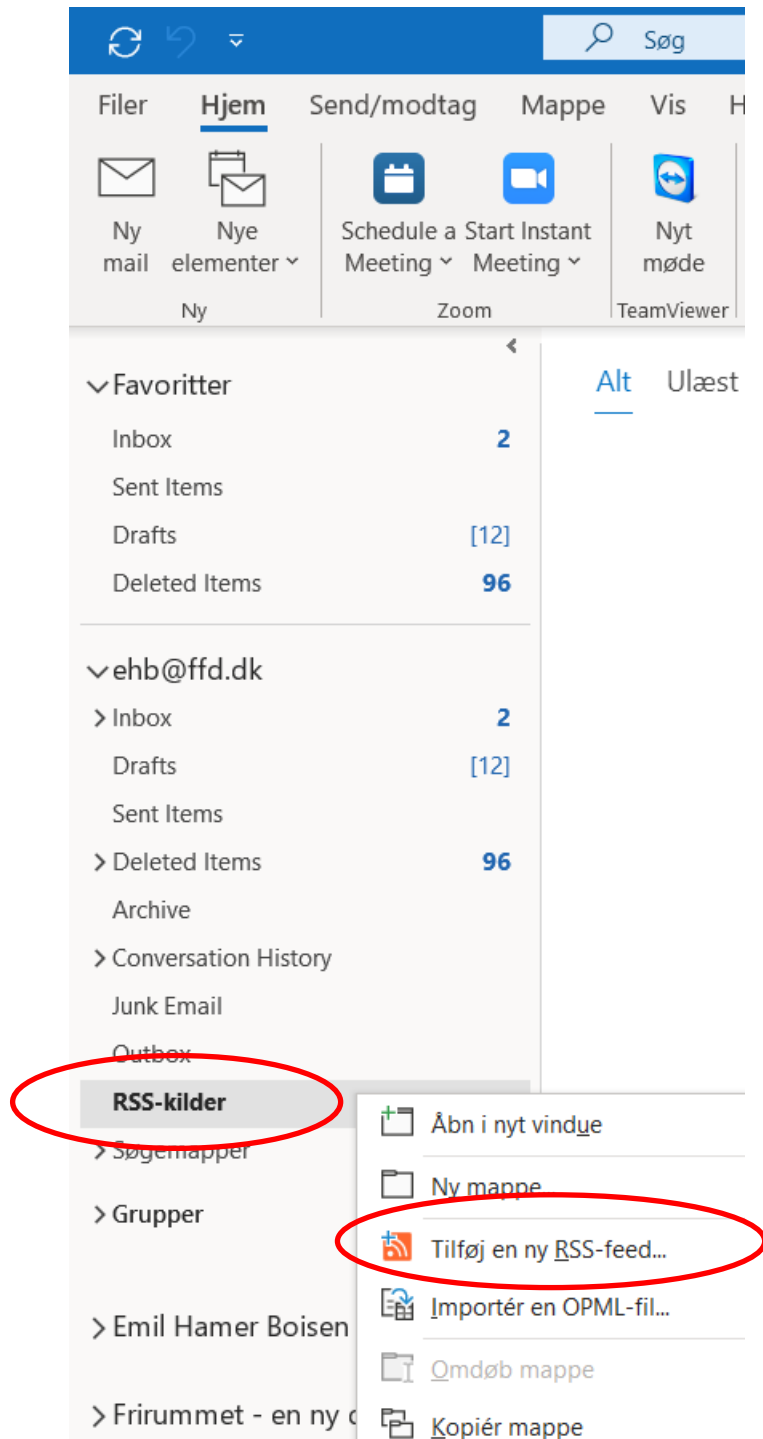 Søg
Filer Hjem Send/modtag Mappe Vis H
Ny Nye Schedule a Start Instant Nyt
mail elementer Meeting Meeting møde
Ny Zoom TeamViewer
Favoritter Alt Ulæst
Inbox 2
Sent Items
Drafts [12]
Deleted Items 96
ehb@ffd.dk
Inbox 2
Drafts [12]
Sent Items
Deleted Items 96
Archive
Conversation History
Junk Email
Outbox
RSS-kilder
Åbn i nyt vindue
Søgemapper
Ny mappe...
Grupper
Tilføj en ny RSS-feed...
Importér en OPML-fil...
Emil Hamer Boisen
Omdøb mappe
Frirummet - en ny
Kopiér mappe